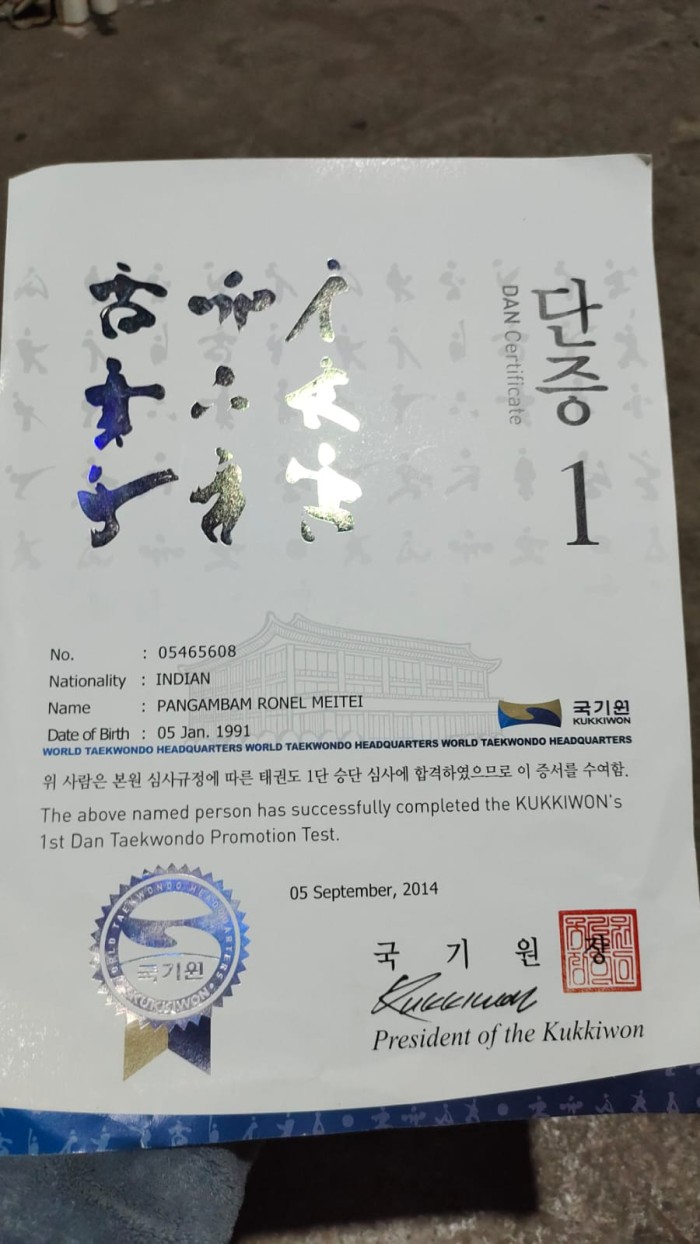 단증
DAN Certificate
1
No. : 05465608
Nationality : INDIAN
Name : PANGAMBAM RONEL MEITEI
Date of Birth : 05 Jan. 1991
국기원
KUKKIWON
WORLD TAEKWONDO HEADQUARTERS WORLD TAEKWONDO HEADQUARTERS WORLD TAEKWONDO HEADQUARTERS
위 사람은 본원 심사규정에 따른 태권도 1단 승단 심사에 합격하였으므로 이 증서를 수여함.
The above named person has successfully completed the KUKKIWON's
1st Dan Taekwondo Promotion Test.
05 September, 2014
WORLD TAEKWONDO HEADQUARTERS
국기원
KUKKIWON
국 기 원 장
Kukkiwon
President of the Kukkiwon